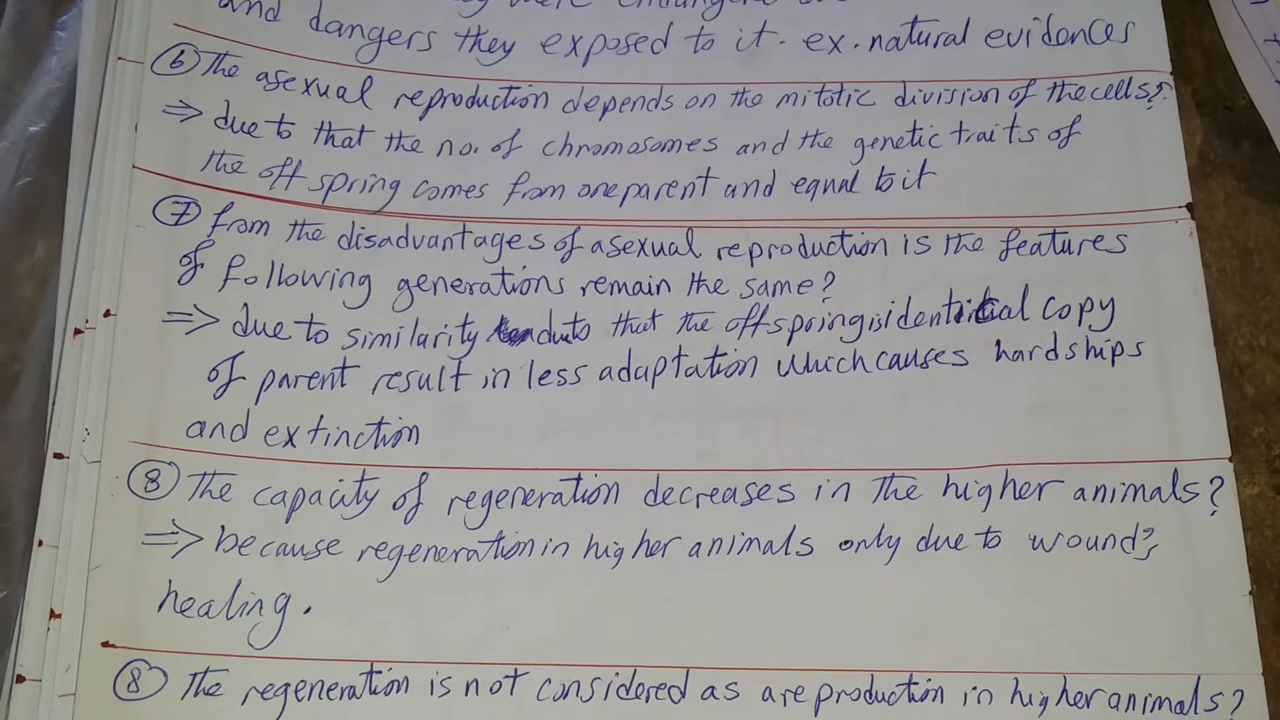 and dangers they exposed to it. ex. natural evidences
⑥ The asexual reproduction depends on the mitotic division of the cells?
⇒ due to that the no. of chromosomes and the genetic traits of
the off spring comes from one parent and equal to it
⑦ from the disadvantages of asexual reproduction is the features
of following generations remain the same?
⇒ due to similarity that the offspring is identical copy
of parent result in less adaptation which causes hardships
and extinction
⑧ The capacity of regeneration decreases in the higher animals?
⇒ because regeneration in higher animals only due to wounds
healing.
⑧ The regeneration is not considered as a reproduction in higher animals?